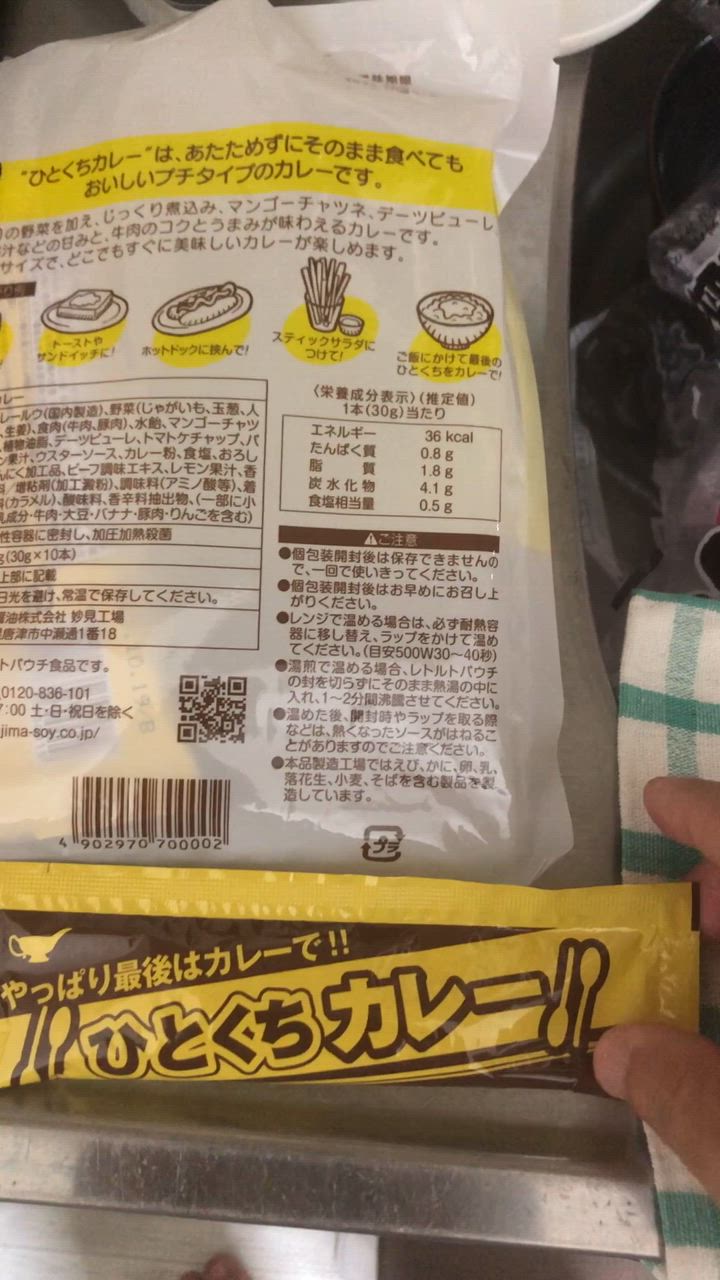 味期限
"ひとくちカレー"は、あたためずにそのまま食べても
おいしいプチタイプのカレーです。
の野菜を加え、じっくり煮込み、マンゴーチャツネ、デーツピューレ
汁などの甘みと、牛肉のコクとうまみが味わえるカレーです。
サイズで、どこでもすぐに美味しいカレーが楽しめます。
トーストや
サンドイッチに!
ホットドックに挟んで!
スティックサラダに
つけて!
ご飯にかけて最後の
ひとくちをカレーで!
カレー
レールウ(国内製造)、野菜(じゃがいも、玉葱、人
、生姜)、食肉(牛肉、豚肉)、水飴、マンゴーチャツ
、植物油脂、デーツピューレ、トマトケチャップ、バ
ン果汁、ウスターソース、カレー粉、食塩、おろし
んにく加工品、ビーフ調味エキス、レモン果汁、香
料/増粘剤(加工澱粉)、調味料(アミノ酸等)、着
料(カラメル)、酸味料、香辛料抽出物、(一部に小
乳成分・牛肉・大豆・バナナ・豚肉・りんごを含む)
性容器に密封し、加圧加熱殺菌
g(30g×10本)
上部に記載
日光を避け、常温で保存してください。
醤油株式会社 妙見工場
唐津市中瀬通1番18
トパウチ食品です。
0120-836-101
7:00 土・日・祝日を除く
jima-soy.co.jp/
4 902970 700002
〈栄養成分表示〉(推定値)
1本(30g)当たり
エネルギー 36 kcal
たんぱく質 0.8 g
脂質 1.8 g
炭水化物 4.1 g
食塩相当量 0.5 g
⚠ご注意
●個包装開封後は保存できませんの
で、一回で使いきってください。
●個包装開封後はお早めにお召し上
がりください。
●レンジで温める場合は、必ず耐熱容
器に移し替え、ラップをかけて温め
てください。(目安500W30〜40秒)
●湯煎で温める場合、レトルトパウチ
の封を切らずにそのまま熱湯の中に
入れ、1〜2分間沸騰させてください。
●温めた後、開封時やラップを取る際
などは、熱くなったソースがはねるこ
とがありますのでご注意ください。
●本品製造工場ではえび、かに、卵、乳、
落花生、小麦、そばを含む製品を製
造しています。
プラ
やっぱり最後はカレーで!!
ひとくちカレー